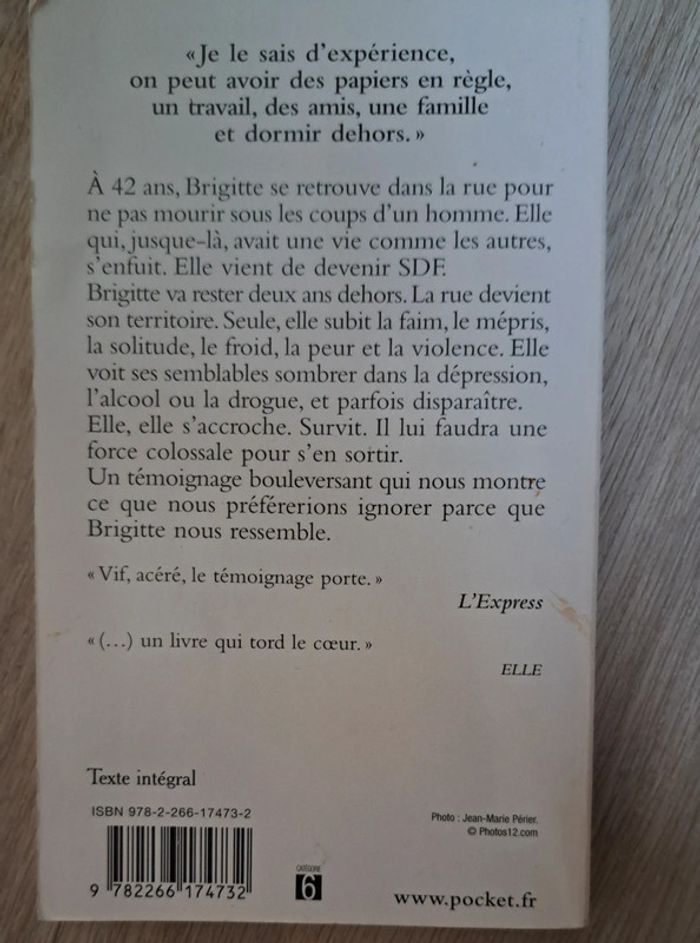 «Je le sais d'expérience,
on peut avoir des papiers en règle,
un travail, des amis, une famille
et dormir dehors.»
À 42 ans, Brigitte se retrouve dans la rue pour
ne pas mourir sous les coups d'un homme. Elle
qui, jusque-là, avait une vie comme les autres,
s'enfuit. Elle vient de devenir SDF.
Brigitte va rester deux ans dehors. La rue devient
son territoire. Seule, elle subit la faim, le mépris,
la solitude, le froid, la peur et la violence. Elle
voit ses semblables sombrer dans la dépression,
l'alcool ou la drogue, et parfois disparaître.
Elle, elle s'accroche. Survit. Il lui faudra une
force colossale pour s'en sortir.
Un témoignage bouleversant qui nous montre
ce que nous préférerions ignorer parce que
Brigitte nous ressemble.
«Vif, acéré, le témoignage porte.»
L'Express
«(...) un livre qui tord le cœur.»
ELLE
Texte intégral
ISBN 978-2-266-17473-2
Photo : Jean-Marie Périer.
© Photos12.com
9 782266 174732
CATÉGORIE
6
www.pocket.fr